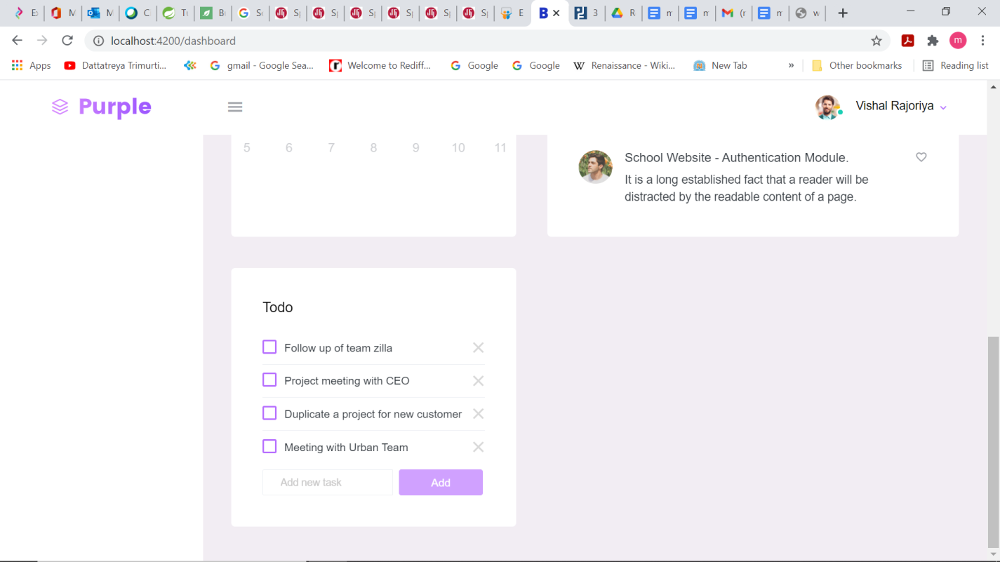 localhost:4200/dashboard
Apps
Dattatreya Trimurti...
gmail - Google Sea...
Welcome to Rediff...
Google
Google
Renaissance - Wiki...
New Tab
»
Other bookmarks
Reading list
Purple
Vishal Rajoriya
5 6 7 8 9 10 11
School Website - Authentication Module.
It is a long established fact that a reader will be
distracted by the readable content of a page.
Todo
Follow up of team zilla
Project meeting with CEO
Duplicate a project for new customer
Meeting with Urban Team
Add new task
Add